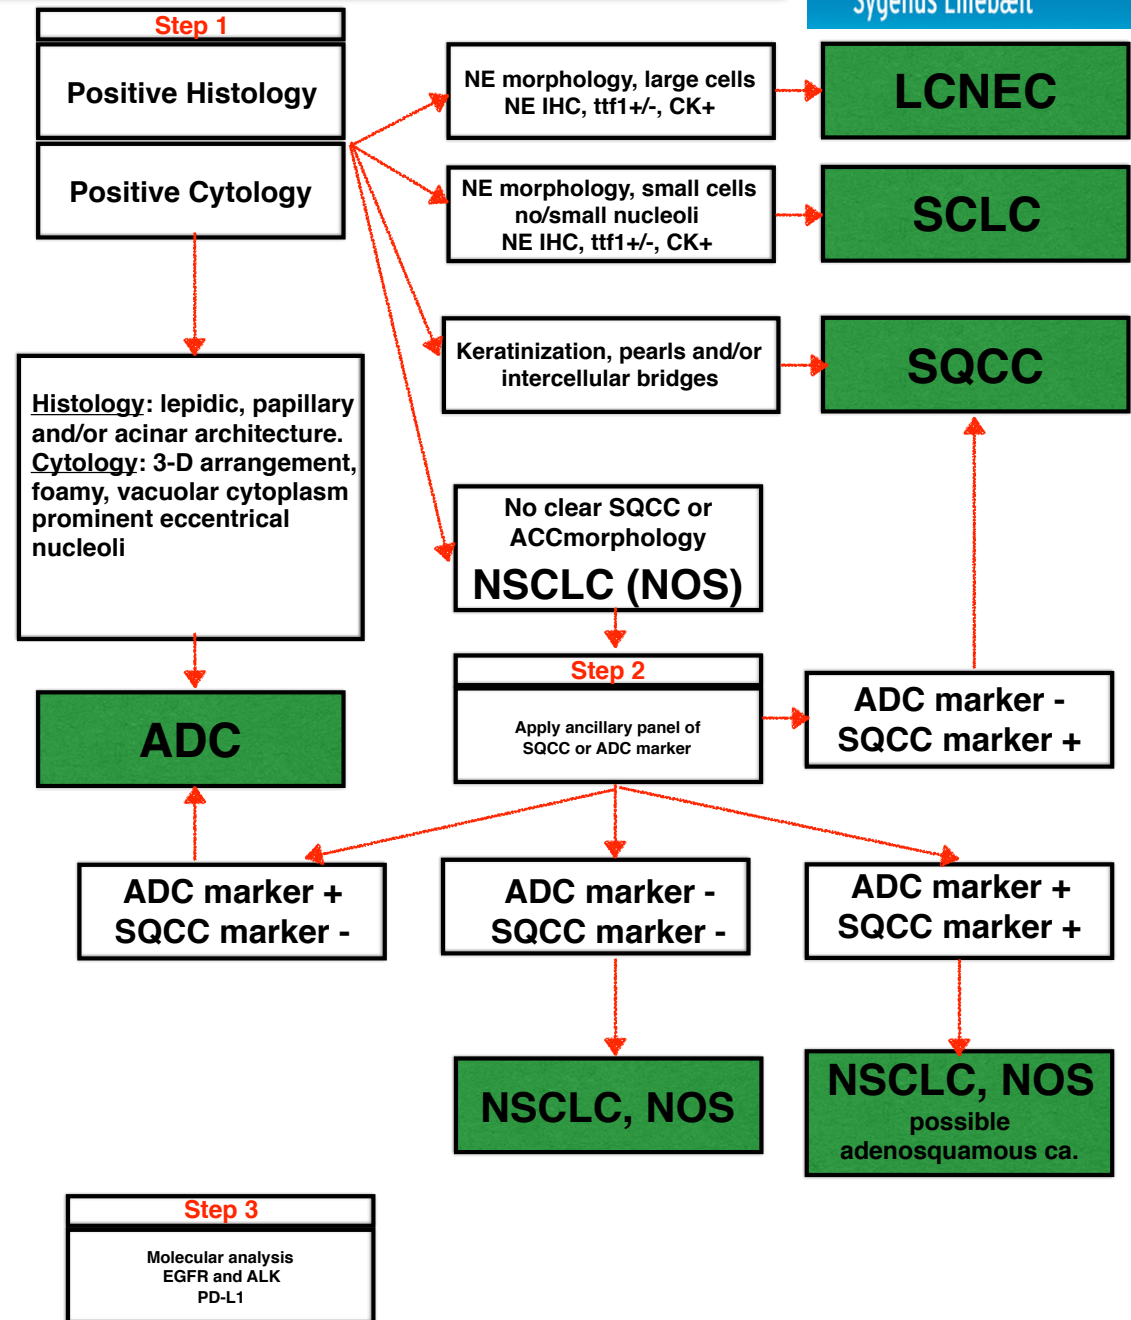 Sygehus Lillebælt
Step 1
Positive Histology
Positive Cytology
NE morphology, large cells
NE IHC, ttf1+/-, CK+
LCNEC
NE morphology, small cells
no/small nucleoli
NE IHC, ttf1+/-, CK+
SCLC
Keratinization, pearls and/or
intercellular bridges
SQCC
Histology: lepidic, papillary
and/or acinar architecture.
Cytology: 3-D arrangement,
foamy, vacuolar cytoplasm
prominent eccentrical
nucleoli
No clear SQCC or
ACCmorphology
NSCLC (NOS)
Step 2
Apply ancillary panel of
SQCC or ADC marker
ADC marker -
SQCC marker +
ADC
ADC marker +
SQCC marker -
ADC marker -
SQCC marker -
ADC marker +
SQCC marker +
NSCLC, NOS
NSCLC, NOS
possible
adenosquamous ca.
Step 3
Molecular analysis
EGFR and ALK
PD-L1